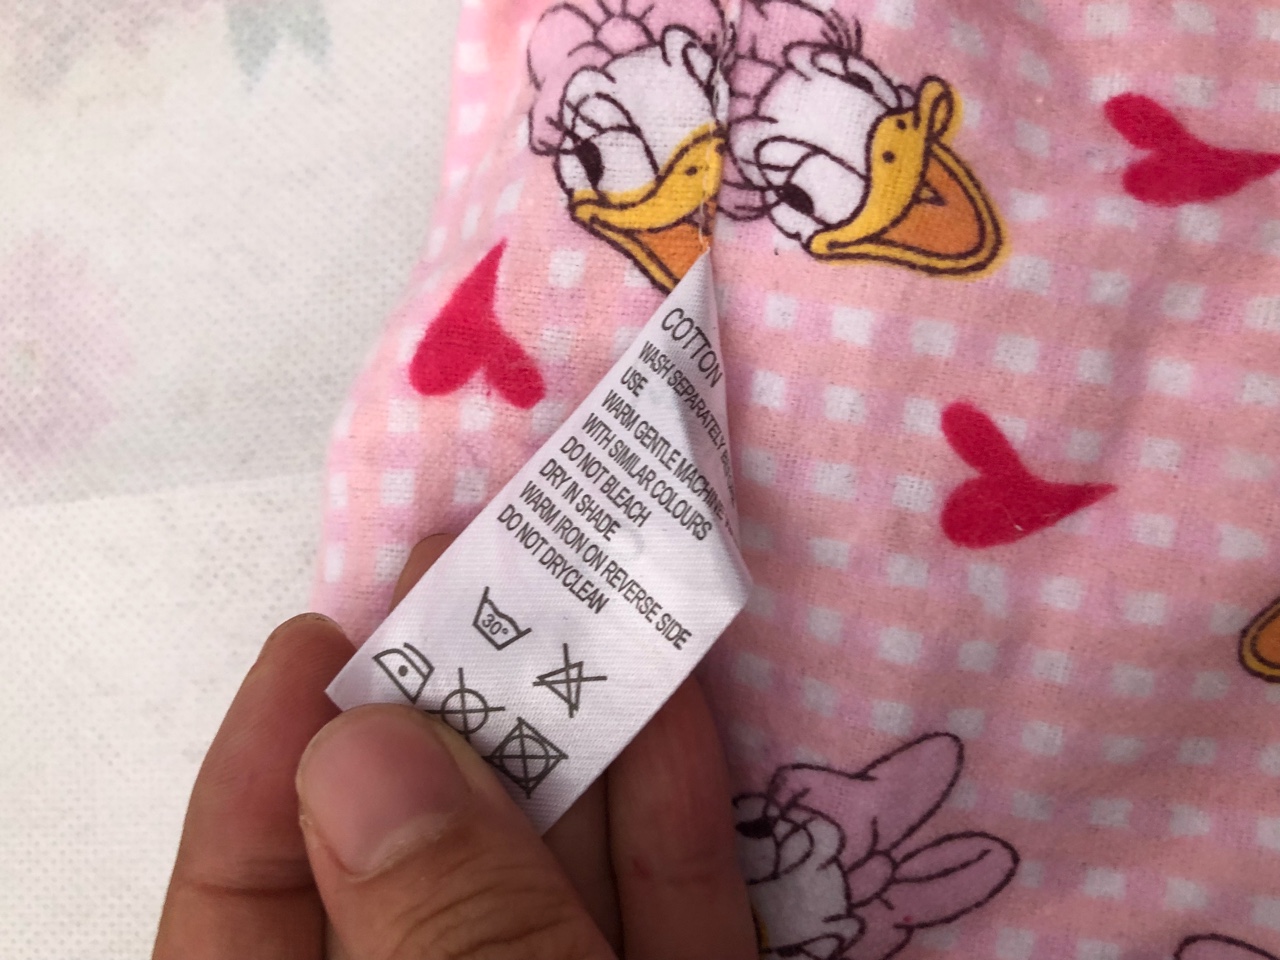 COTTON
WASH SEPARATELY
USE
WARM GENTLE MACHINE
WITH SIMILAR COLOURS
DO NOT BLEACH
DRY IN SHADE
WARM IRON ON REVERSE SIDE
DO NOT DRYCLEAN
30°